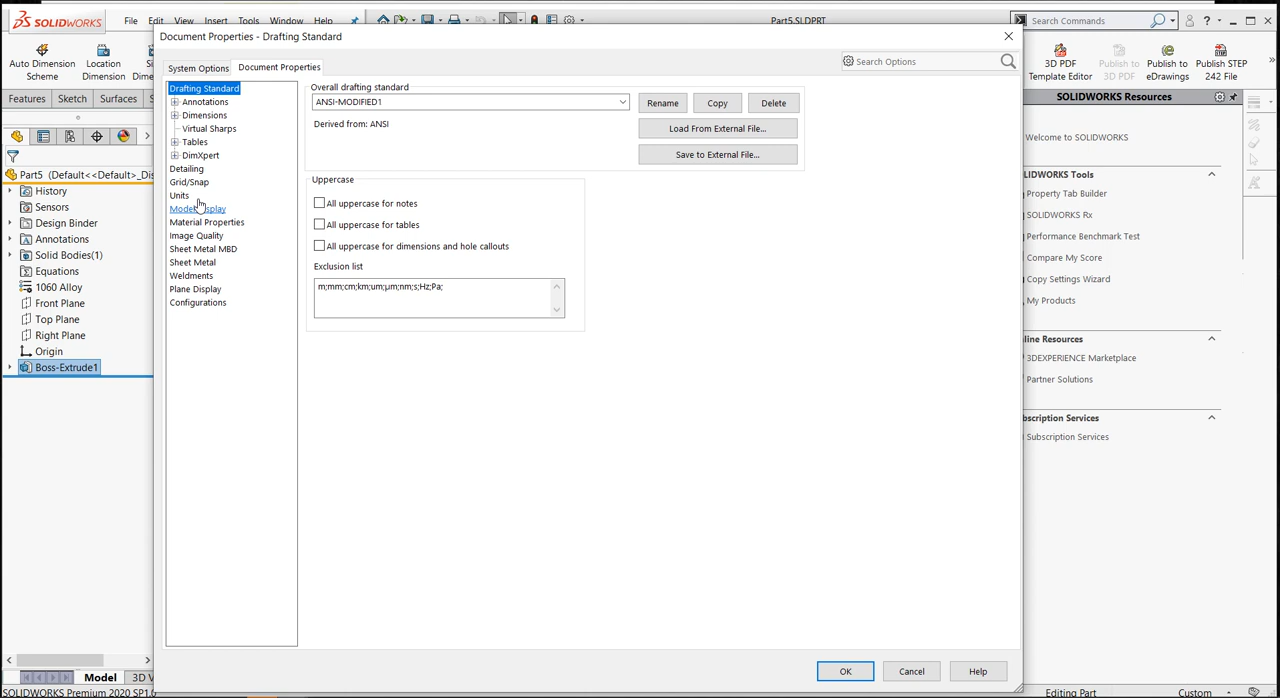 SOLIDWORKS
File Edit View Insert Tools Window Help
Part5.SLDPRT
Search Commands
Document Properties - Drafting Standard
Auto Dimension
Scheme
Location
Dimension
3D PDF
Template Editor
Publish to
3D PDF
Publish to
eDrawings
Publish STEP
242 File
Features Sketch Surfaces
System Options Document Properties
Search Options
Drafting Standard
Annotations
Dimensions
Virtual Sharps
Tables
DimXpert
Detailing
Grid/Snap
Units
Material Properties
Image Quality
Sheet Metal MBD
Sheet Metal
Weldments
Plane Display
Configurations
Overall drafting standard
ANSI-MODIFIED1
Rename Copy Delete
Derived from: ANSI
Load From External File...
Save to External File...
Uppercase
All uppercase for notes
All uppercase for tables
All uppercase for dimensions and hole callouts
Exclusion list
m;mm;cm;km;um;µm;nm;s;Hz;Pa;
OK Cancel Help
Part5 (Default<<Default>_Dis
History
Sensors
Design Binder
Annotations
Solid Bodies(1)
Equations
1060 Alloy
Front Plane
Top Plane
Right Plane
Origin
Boss-Extrude1
Model 3D V
SOLIDWORKS Resources
Welcome to SOLIDWORKS
LIDWORKS Tools
Property Tab Builder
SOLIDWORKS Rx
Performance Benchmark Test
Compare My Score
Copy Settings Wizard
My Products
line Resources
3DEXPERIENCE Marketplace
Partner Solutions
bscription Services
Subscription Services
SOLIDWORKS Premium 2020 SP1.0
Editing Part Custom